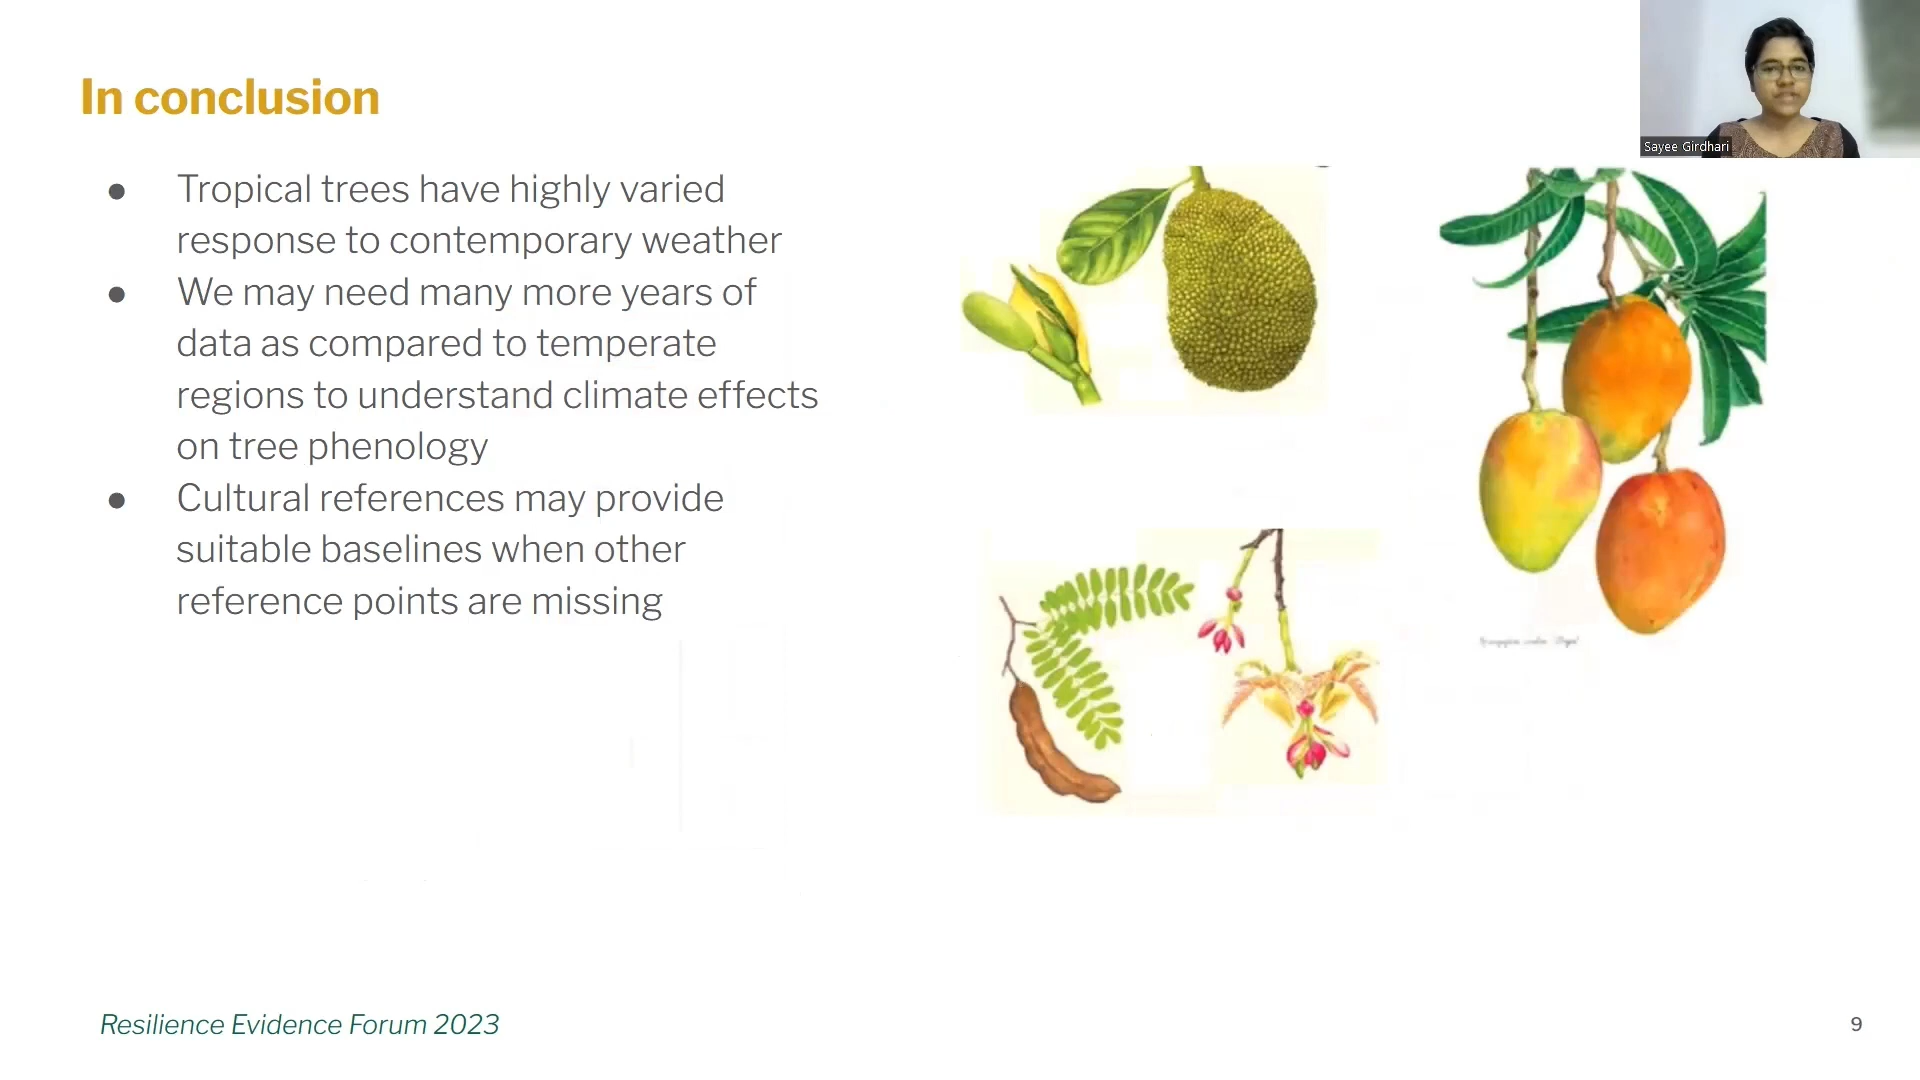 In conclusion
Sayee Girdhari
● Tropical trees have highly varied
response to contemporary weather
● We may need many more years of
data as compared to temperate
regions to understand climate effects
on tree phenology
● Cultural references may provide
suitable baselines when other
reference points are missing
Resilience Evidence Forum 2023
9